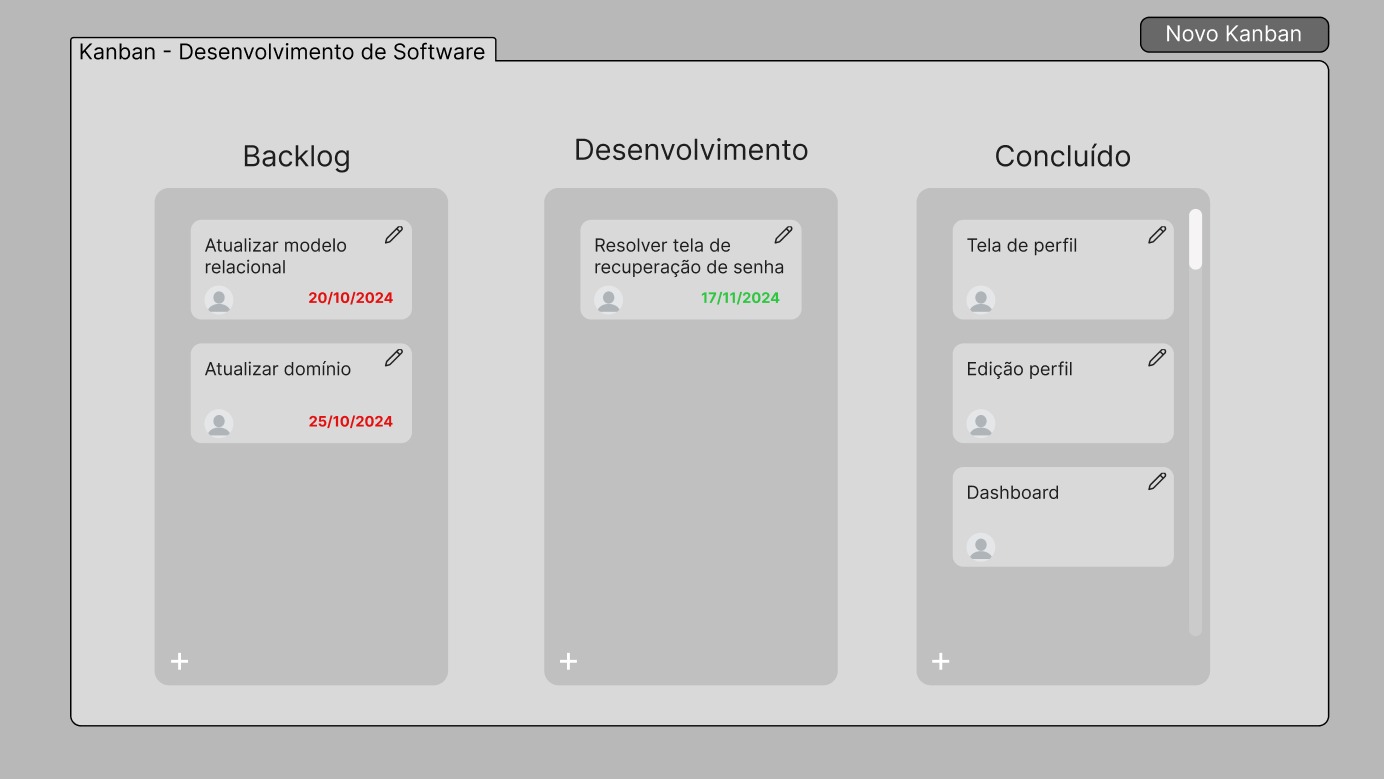 Novo Kanban
Kanban - Desenvolvimento de Software
Backlog
Atualizar modelo
relacional
20/10/2024
Atualizar domínio
25/10/2024
+
Desenvolvimento
Resolver tela de
recuperação de senha
17/11/2024
+
Concluído
Tela de perfil
Edição perfil
Dashboard
+